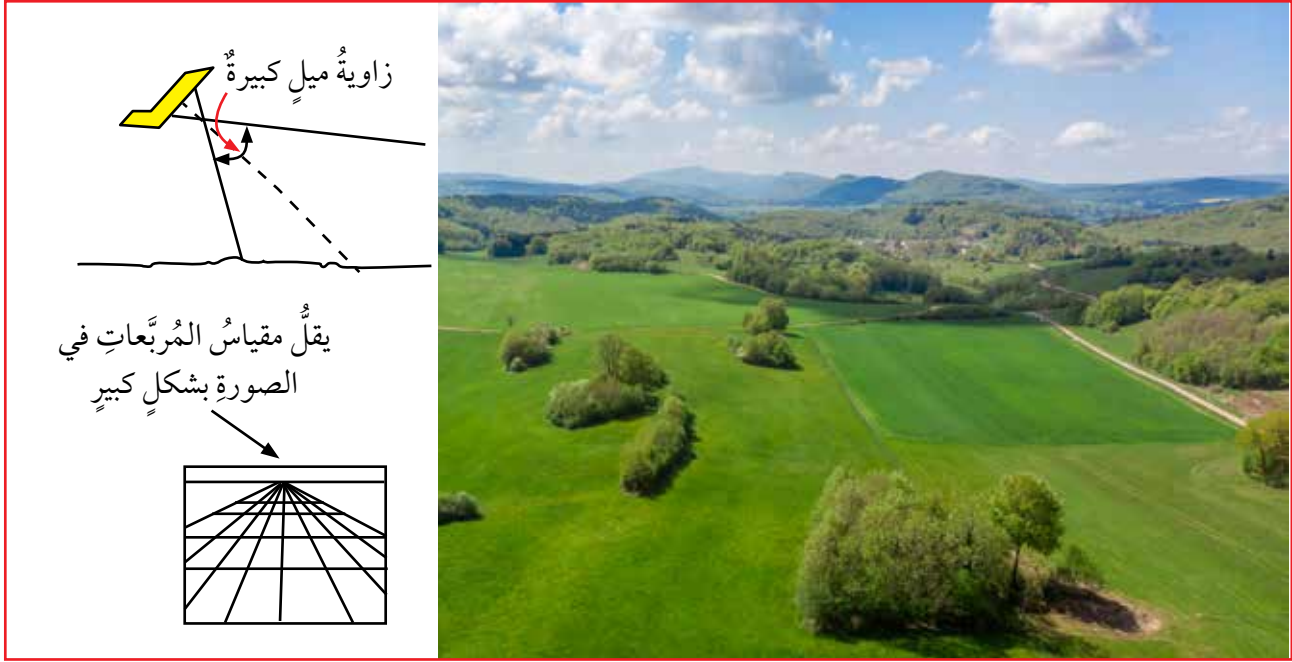 زاويةُ ميلٍ كبيرةٌ
يقلُّ مقياسُ المُربَّعاتِ في
الصورةِ بشكلٍ كبيرٍ